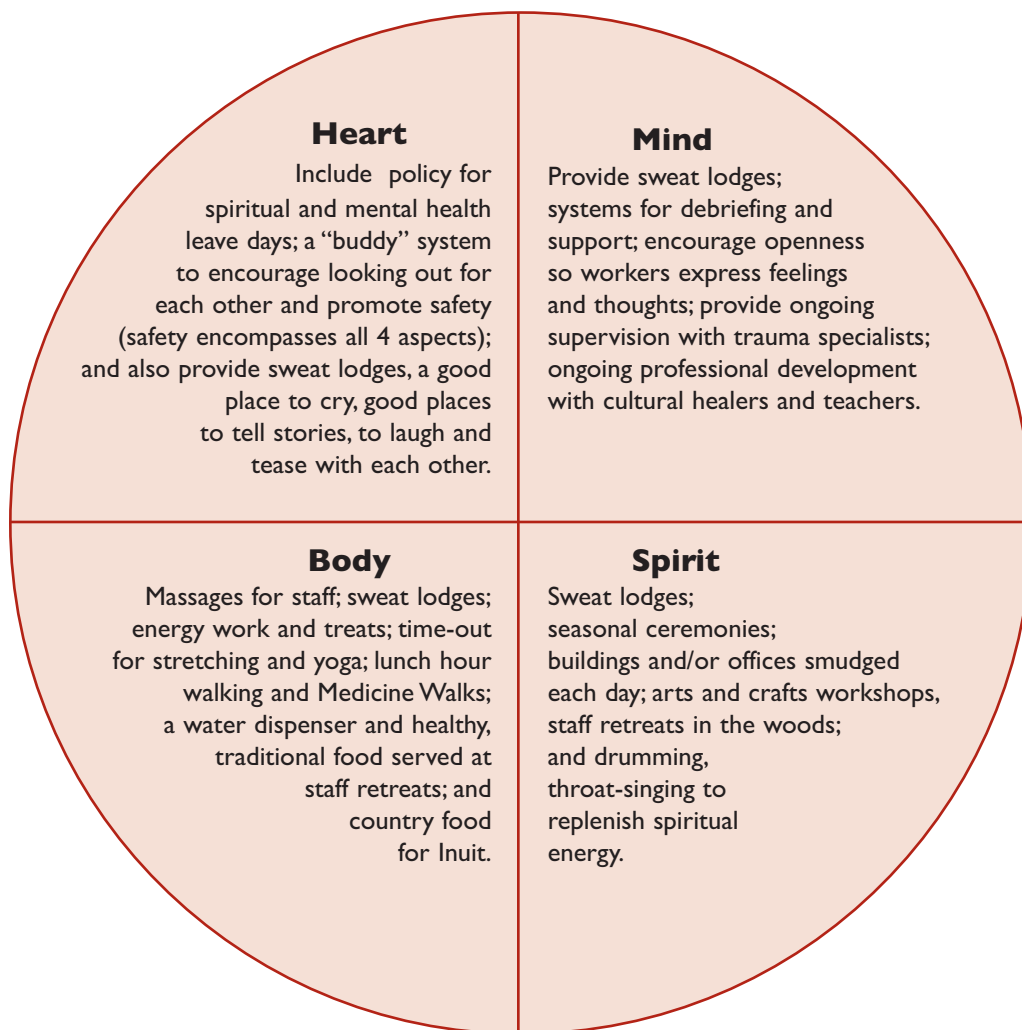 Heart
Include policy for
spiritual and mental health
leave days; a “buddy” system
to encourage looking out for
each other and promote safety
(safety encompasses all 4 aspects);
and also provide sweat lodges, a good
place to cry, good places
to tell stories, to laugh and
tease with each other.
Mind
Provide sweat lodges;
systems for debriefing and
support; encourage openness
so workers express feelings
and thoughts; provide ongoing
supervision with trauma specialists;
ongoing professional development
with cultural healers and teachers.
Body
Massages for staff; sweat lodges;
energy work and treats; time-out
for stretching and yoga; lunch hour
walking and Medicine Walks;
a water dispenser and healthy,
traditional food served at
staff retreats; and
country food
for Inuit.
Spirit
Sweat lodges;
seasonal ceremonies;
buildings and/or offices smudged
each day; arts and crafts workshops,
staff retreats in the woods;
and drumming,
throat-singing to
replenish spiritual
energy.